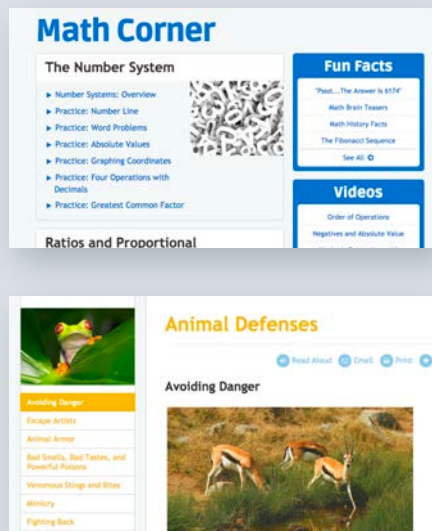 Math Corner
The Number System
► Number Systems: Overview
► Practice: Number Line
► Practice: Word Problems
► Practice: Absolute Values
► Practice: Graphing Coordinates
► Practice: Four Operations with
Decimals
► Practice: Greatest Common Factor
Ratios and Proportional
Fun Facts
"Pssst...The Answer is 6174"
Math Brain Teasers
Math History Facts
The Fibonacci Sequence
See All
Videos
Order of Operations
Negatives and Absolute Value
Animal Defenses
Read Aloud
Email
Print
Avoiding Danger
Escape Artists
Animal Armor
Bad Smells, Bad Tastes, and
Powerful Poisons
Venomous Stings and Bites
Mimicry
Fighting Back
Avoiding Danger